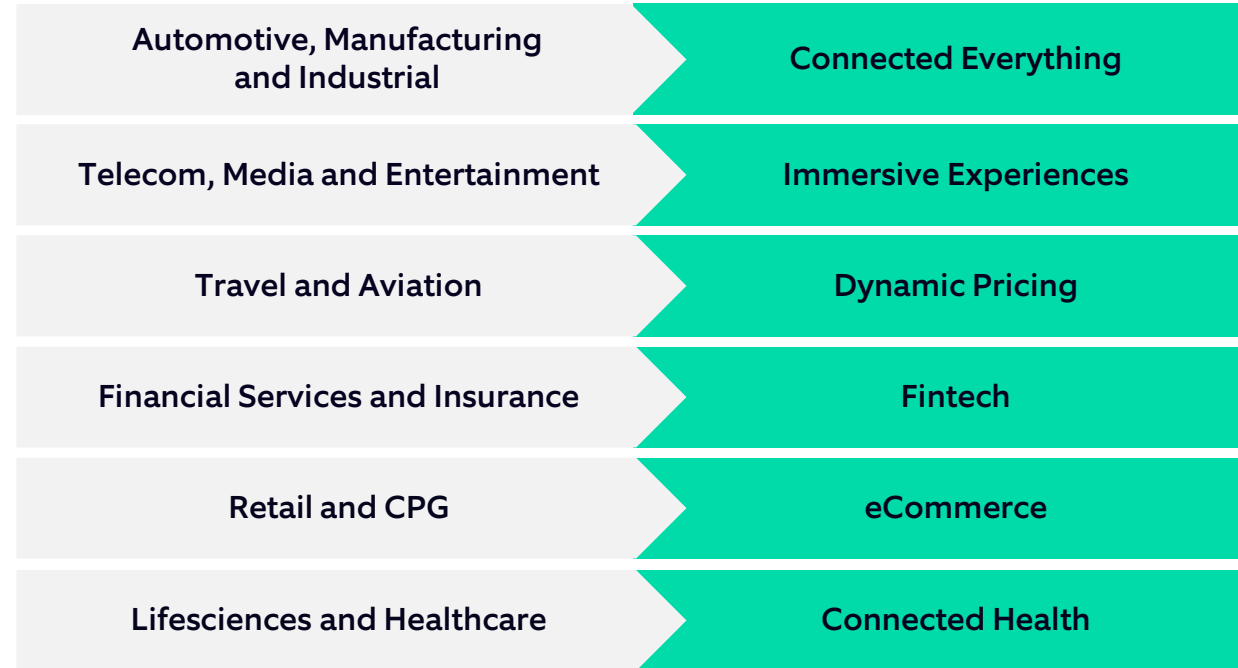 Automotive, Manufacturing
and Industrial
Connected Everything
Telecom, Media and Entertainment
Immersive Experiences
Travel and Aviation
Dynamic Pricing
Financial Services and Insurance
Fintech
Retail and CPG
eCommerce
Lifesciences and Healthcare
Connected Health